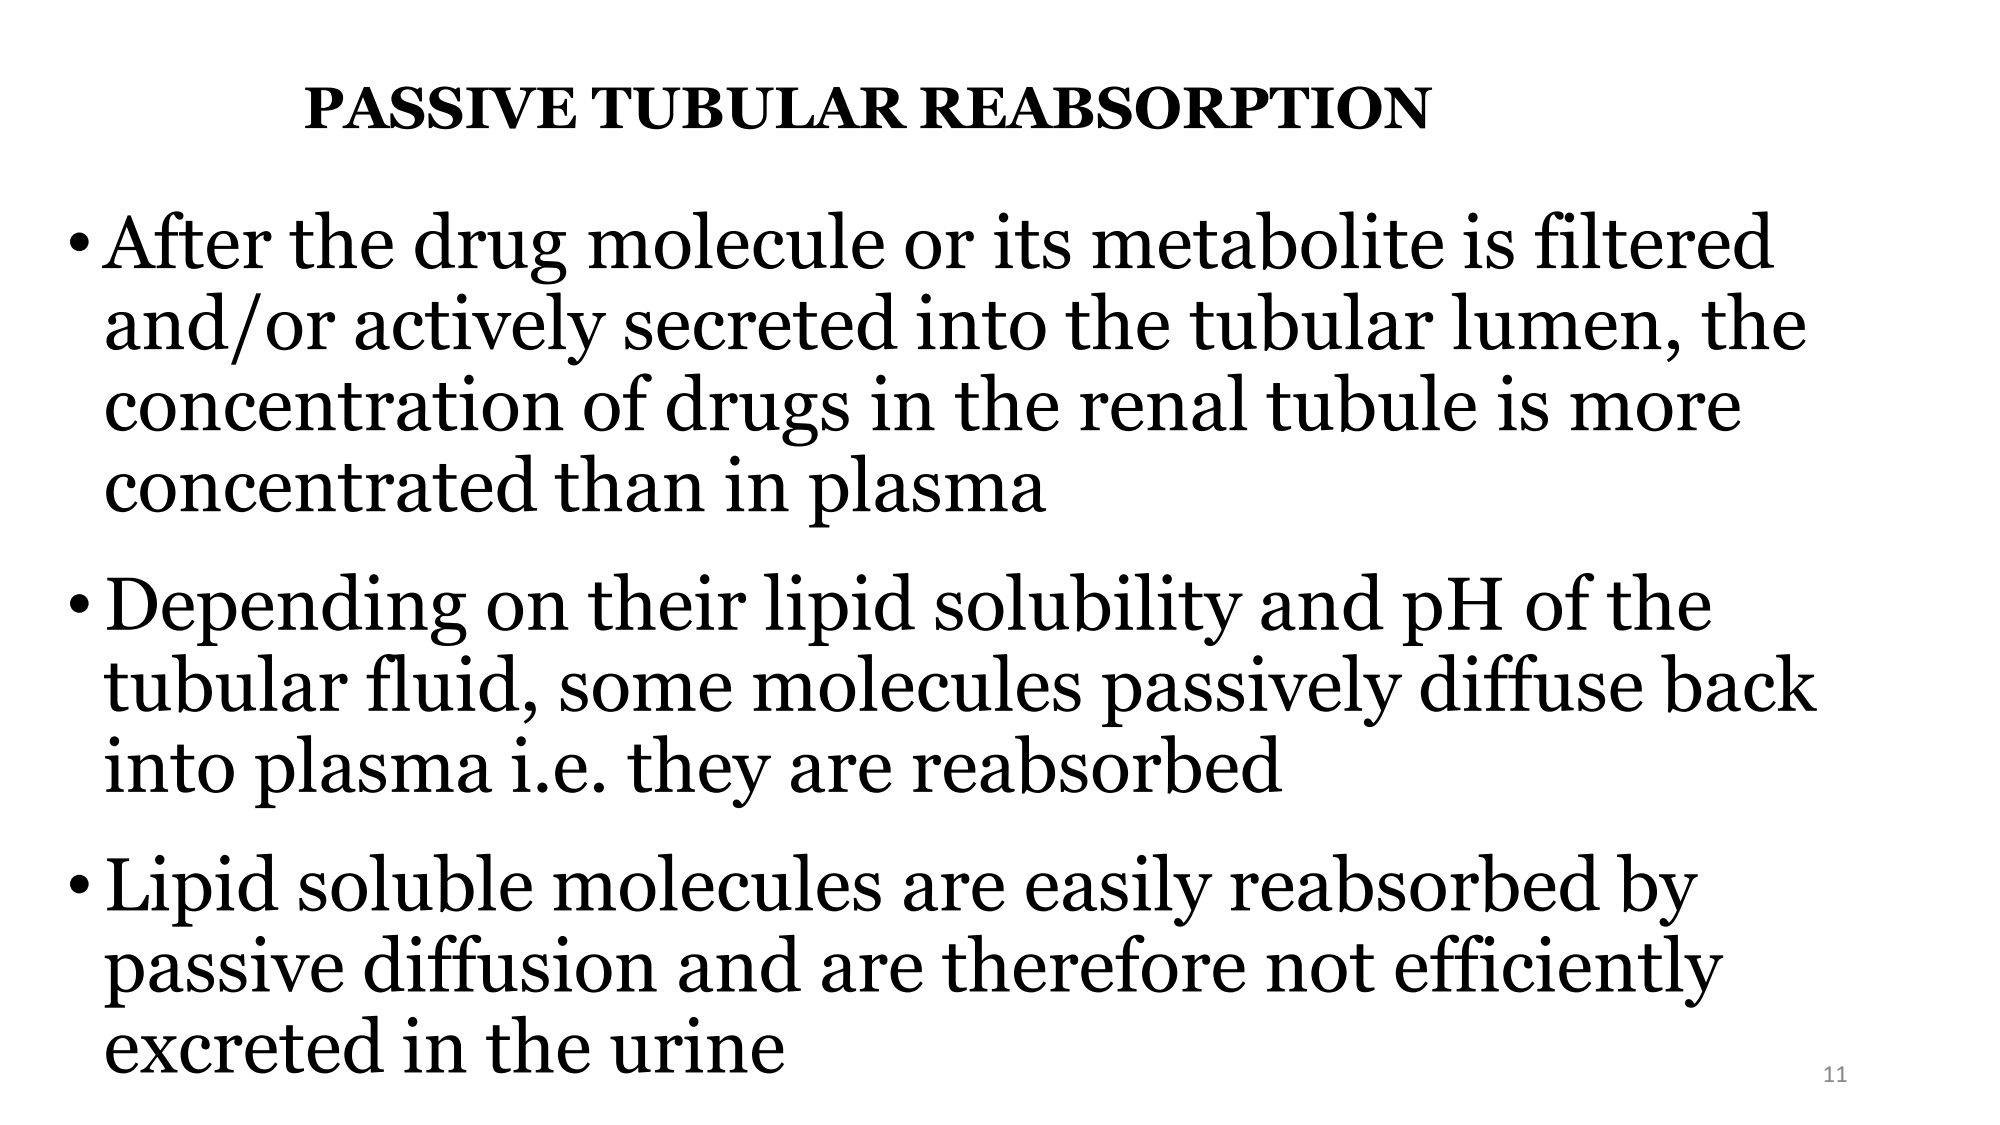 PASSIVE TUBULAR REABSORPTION
• After the drug molecule or its metabolite is filtered
and/or actively secreted into the tubular lumen, the
concentration of drugs in the renal tubule is more
concentrated than in plasma
• Depending on their lipid solubility and pH of the
tubular fluid, some molecules passively diffuse back
into plasma i.e. they are reabsorbed
• Lipid soluble molecules are easily reabsorbed by
passive diffusion and are therefore not efficiently
excreted in the urine
11